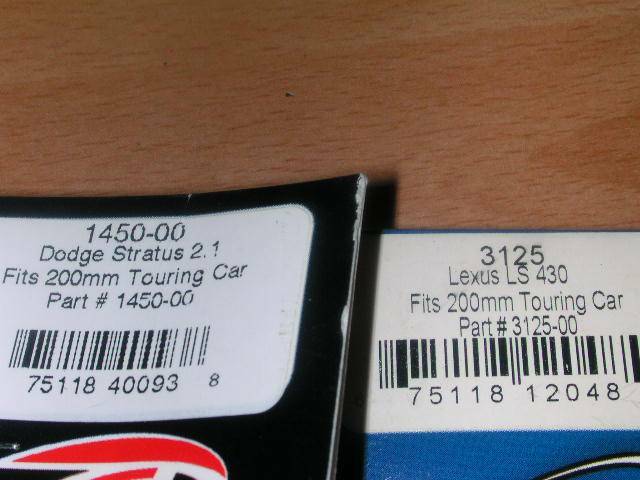 1450-00
Dodge Stratus 2.1
Fits 200mm Touring Car
Part # 1450-00
75118 40093 8
3125
Lexus LS 430
Fits 200mm Touring Car
Part # 3125-00
75118 12048